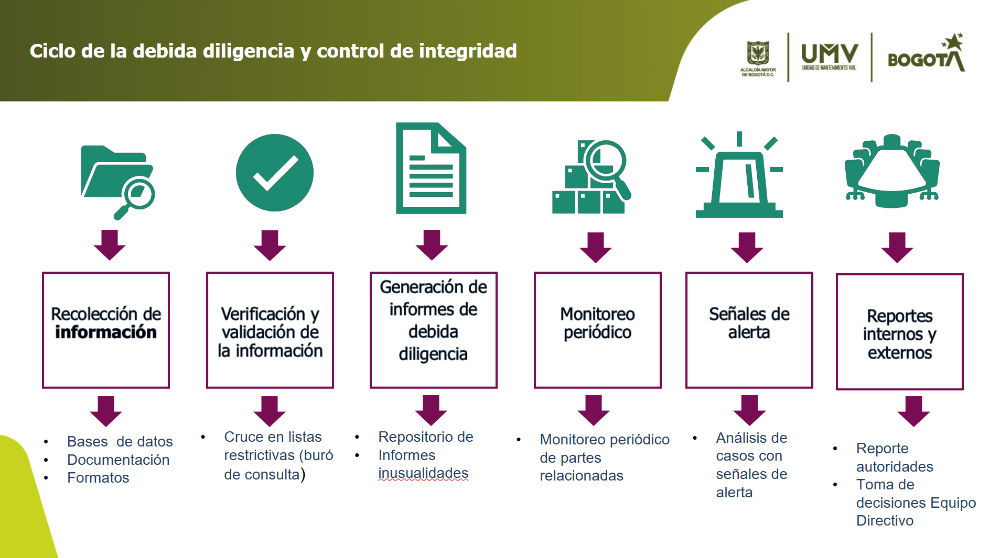 Ciclo de la debida diligencia y control de integridad
ALCALDÍA MAYOR
DE BOGOTÁ D.C.
UMV
UNIDAD DE MANTENIMIENTO VIAL
BOGOTÁ
Recolección de
información
Verificación y
validación de
la información
Generación de
informes de
debida
diligencia
Monitoreo
periódico
Señales de
alerta
Reportes
internos y
externos
• Bases  de datos
• Documentación
• Formatos
• Cruce en listas
restrictivas (buró
de consulta)
• Repositorio de
• Informes
inusualidades
• Monitoreo periódico
de partes
relacionadas
• Análisis de
casos con
señales de
alerta
• Reporte
autoridades
• Toma de
decisiones Equipo
Directivo